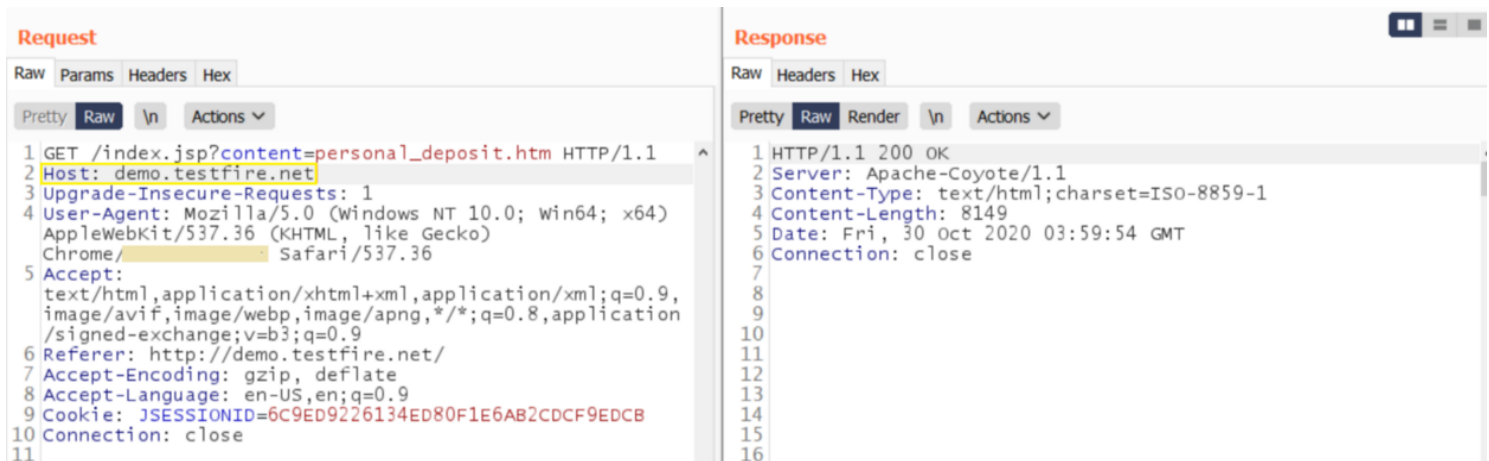 Request
Raw Params Headers Hex
Pretty Raw \n Actions
1 GET /index.jsp?content=personal_deposit.htm HTTP/1.1
2 Host: demo.testfire.net
3 Upgrade-Insecure-Requests: 1
4 User-Agent: Mozilla/5.0 (Windows NT 10.0; Win64; x64)
AppleWebKit/537.36 (KHTML, like Gecko)
Chrome/ Safari/537.36
5 Accept:
text/html,application/xhtml+xml,application/xml;q=0.9,
image/avif,image/webp,image/apng,*/*;q=0.8,application
/signed-exchange;v=b3;q=0.9
6 Referer: http://demo.testfire.net/
7 Accept-Encoding: gzip, deflate
8 Accept-Language: en-US,en;q=0.9
9 Cookie: JSESSIONID=6C9ED9226134ED80F1E6AB2CDCF9EDCB
10 Connection: close
11
Response
Raw Headers Hex
Pretty Raw Render \n Actions
1 HTTP/1.1 200 OK
2 Server: Apache-Coyote/1.1
3 Content-Type: text/html;charset=ISO-8859-1
4 Content-Length: 8149
5 Date: Fri, 30 Oct 2020 03:59:54 GMT
6 Connection: close
7
8
9
10
11
12
13
14
15
16